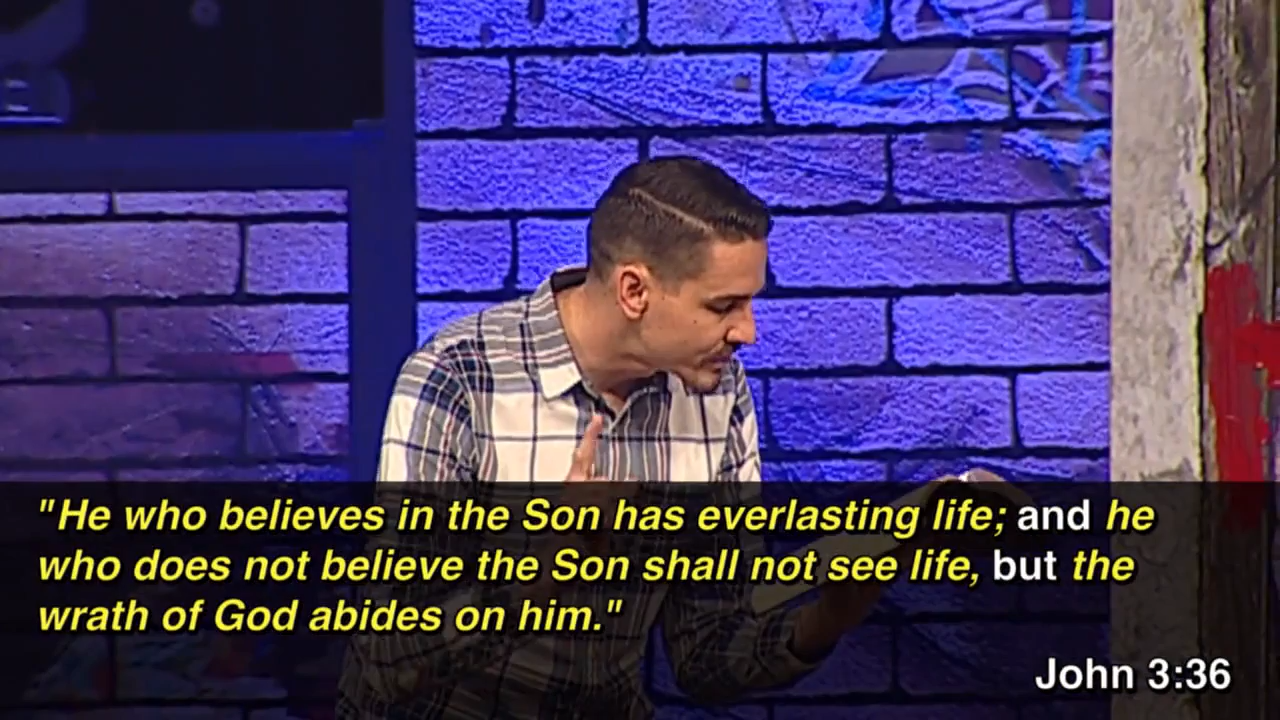 "He who believes in the Son has everlasting life; and he
who does not believe the Son shall not see life, but the
wrath of God abides on him."
John 3:36